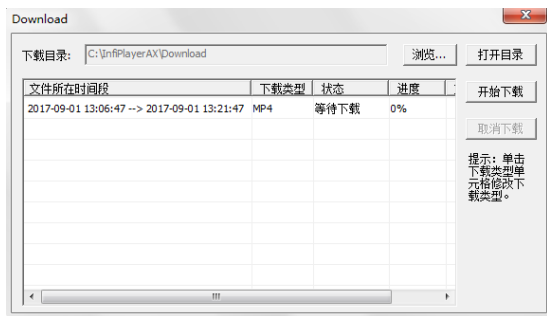 Download
下载目录: C:\InfiPlayerAX\Download 浏览... 打开目录
文件所在时间段 下载类型 状态 进度
2017-09-01 13:06:47 --> 2017-09-01 13:21:47 MP4 等待下载 0%
开始下载
取消下载
提示：单击
下载类型单
元格修改下
载类型。